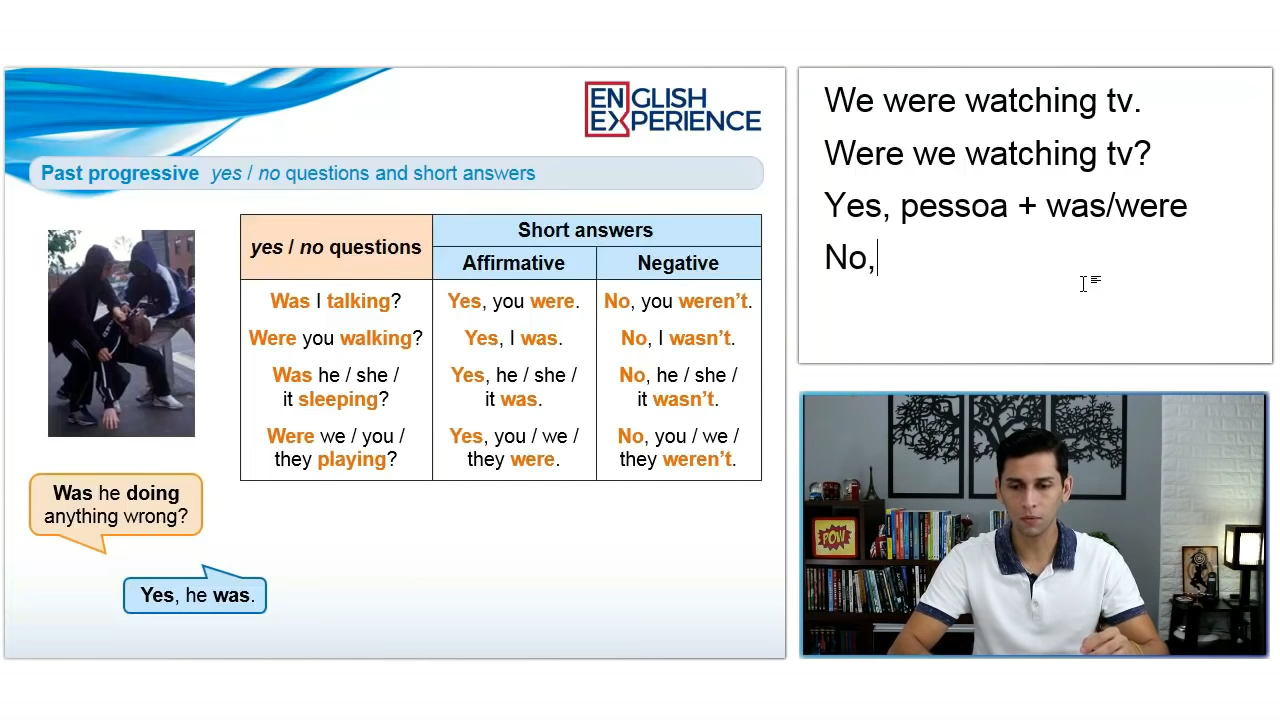 ENGLISH
EXPERIENCE
Past progressive yes / no questions and short answers
yes / no questions
Short answers
Affirmative
Negative
Was I talking?
Yes, you were.
No, you weren't.
Were you walking?
Yes, I was.
No, I wasn't.
Was he / she /
it sleeping?
Yes, he / she /
it was.
No, he / she /
it wasn't.
Were we / you /
they playing?
Yes, you / we /
they were.
No, you / we /
they weren't.
Was he doing
anything wrong?
Yes, he was.
We were watching tv.
Were we watching tv?
Yes, pessoa + was/were
No,
POW